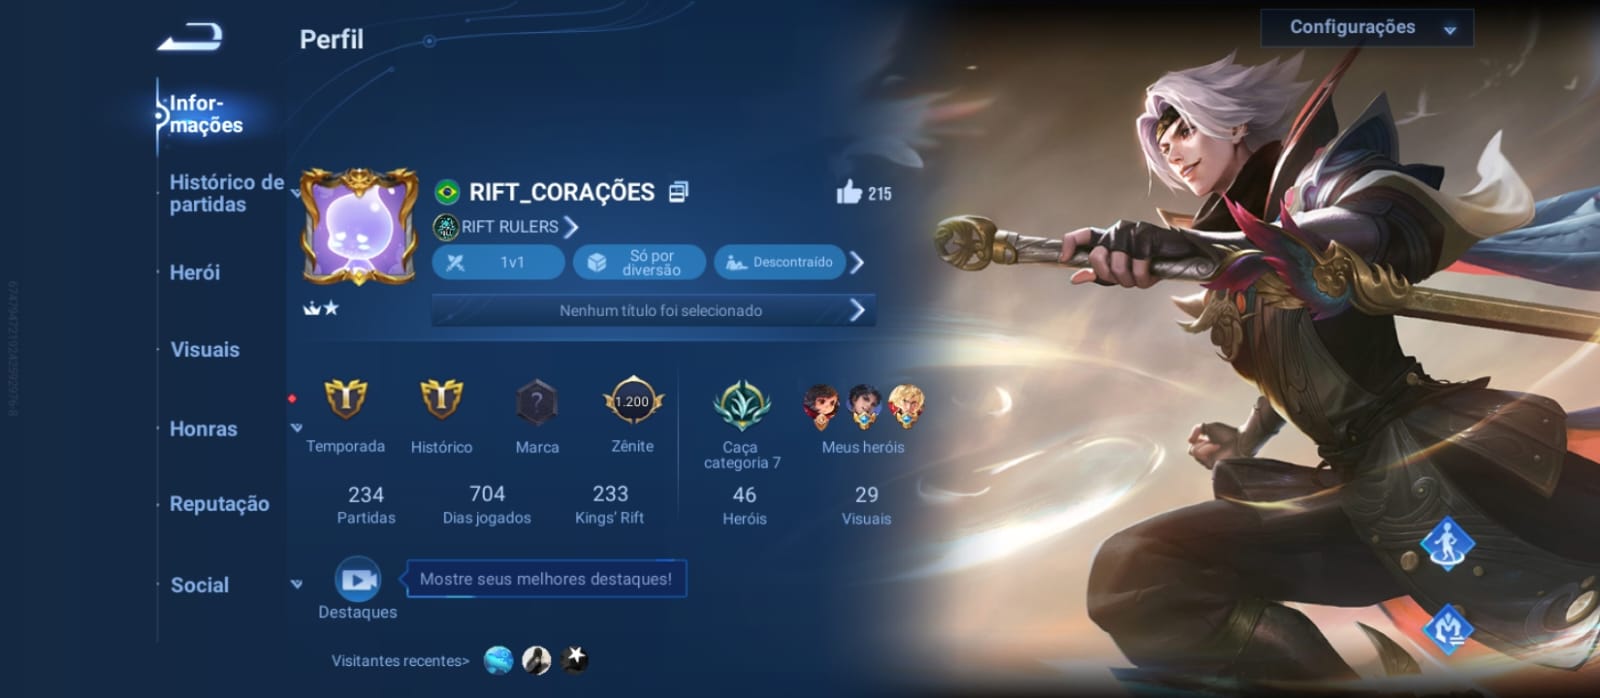 Perfil
Configurações
Infor-
mações
Histórico de
partidas
Herói
Visuais
Honras
Reputação
Social
RIFT_CORAÇÕES
215
RIFT RULERS
1v1
Só por
diversão
Descontraído
Nenhum título foi selecionado
1.200
Temporada
Histórico
Marca
Zênite
Caça
categoria 7
Meus heróis
234
704
233
46
29
Partidas
Dias jogados
Kings' Rift
Heróis
Visuais
Mostre seus melhores destaques!
Destaques
Visitantes recentes>